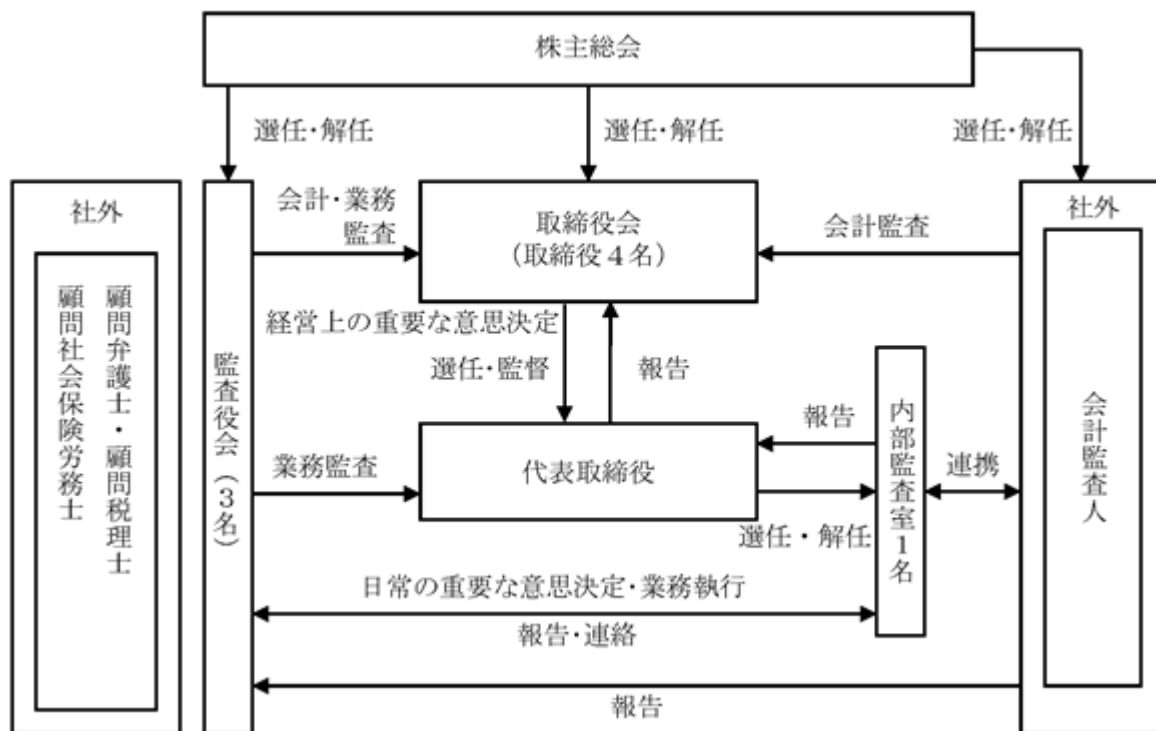 株主総会
選任・解任
選任・解任
選任・解任
社外
顧問弁護士・顧問税理士
顧問社会保険労務士
監査役会(3名)
会計・業務
監査
取締役会
(取締役4名)
会計監査
社外
会計監査人
経営上の重要な意思決定
選任・監督
報告
業務監査
代表取締役
報告
選任・解任
内部監査室1名
連携
日常の重要な意思決定・業務執行
報告・連絡
報告